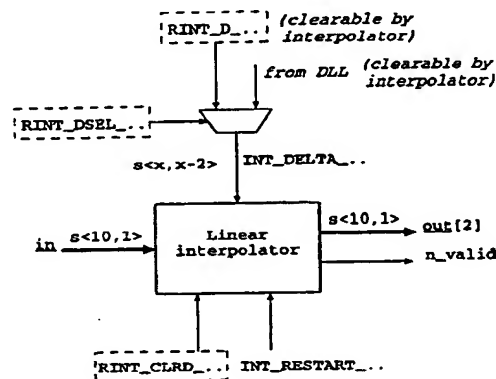 RINT_D_.. (clearable by
interpolator)
from DLL (clearable by
interpolator)
RINT_DSEL_..
s<x,x-2> INT_DELTA_..
in s<10,1> Linear
interpolator
s<10,1> out[2]
n_valid
RINT_CLRD_.. INT_RESTART_..